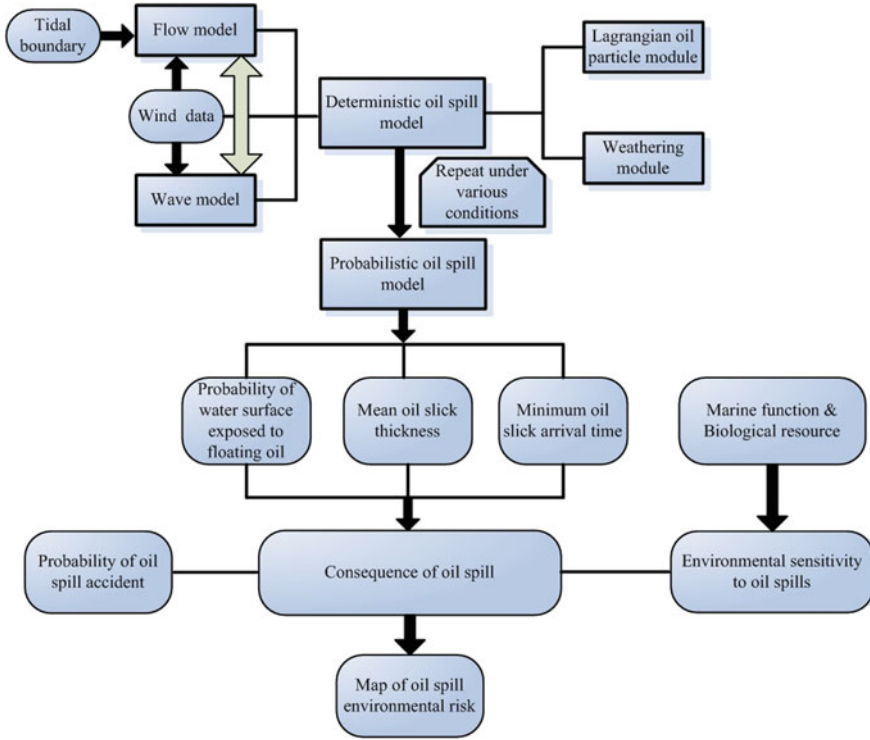 Tidal
boundary
Flow model
Wind data
Wave model
Deterministic oil spill
model
Lagrangian oil
particle module
Weathering
module
Repeat under
various
conditions
Probabilistic oil spill
model
Probability of
water surface
exposed to
floating oil
Mean oil slick
thickness
Minimum oil
slick arrival time
Marine function &
Biological resource
Probability of oil
spill accident
Consequence of oil spill
Environmental sensitivity
to oil spills
Map of oil spill
environmental risk